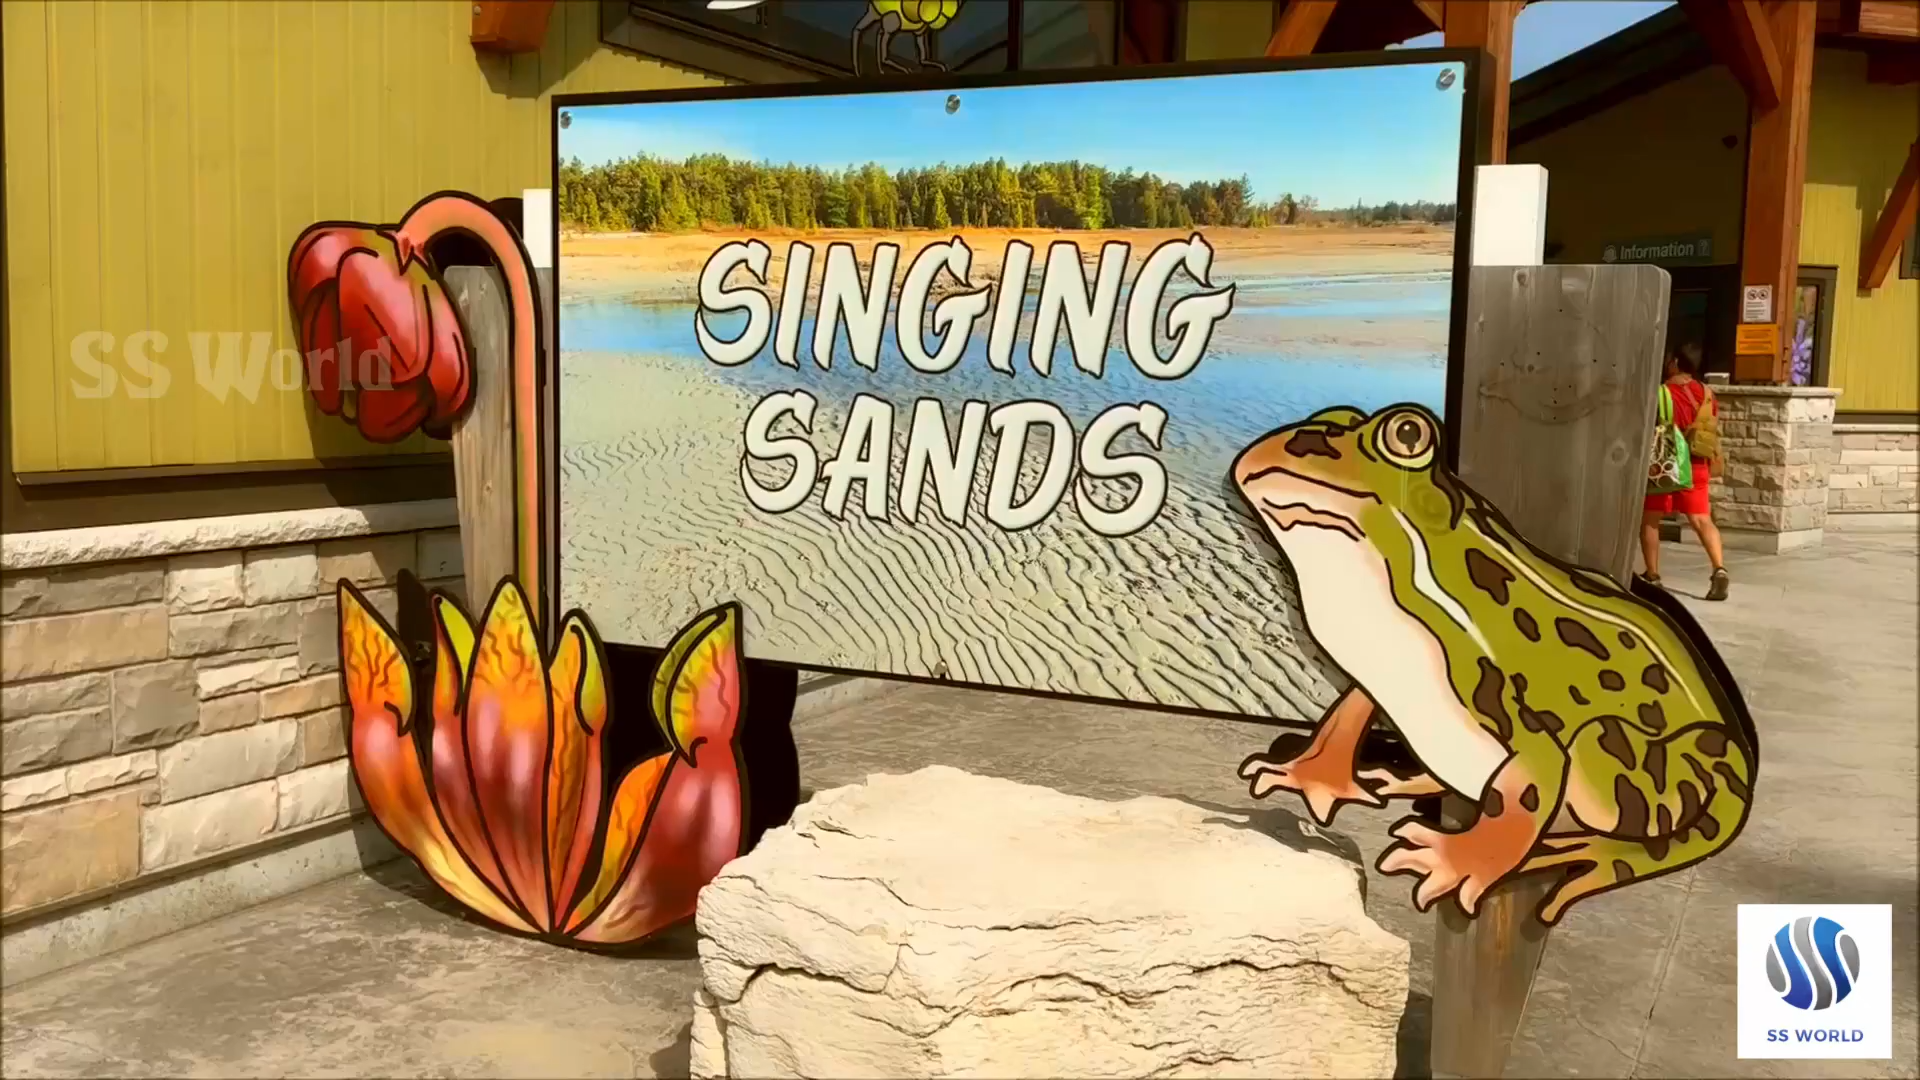 SINGING
SANDS
Information ?
SS World
SS WORLD